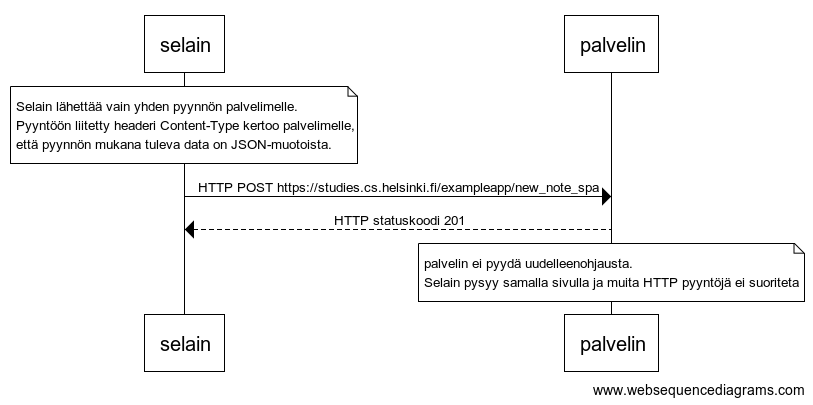 selain
palvelin
Selain lähettää vain yhden pyynnön palvelimelle.
Pyyntöön liitetty headeri Content-Type kertoo palvelimelle,
että pyynnön mukana tuleva data on JSON-muotoista.
HTTP POST https://studies.cs.helsinki.fi/exampleapp/new_note_spa
HTTP statuskoodi 201
palvelin ei pyydä uudelleenohjausta.
Selain pysyy samalla sivulla ja muita HTTP pyyntöjä ei suoriteta
selain
palvelin
www.websequencediagrams.com